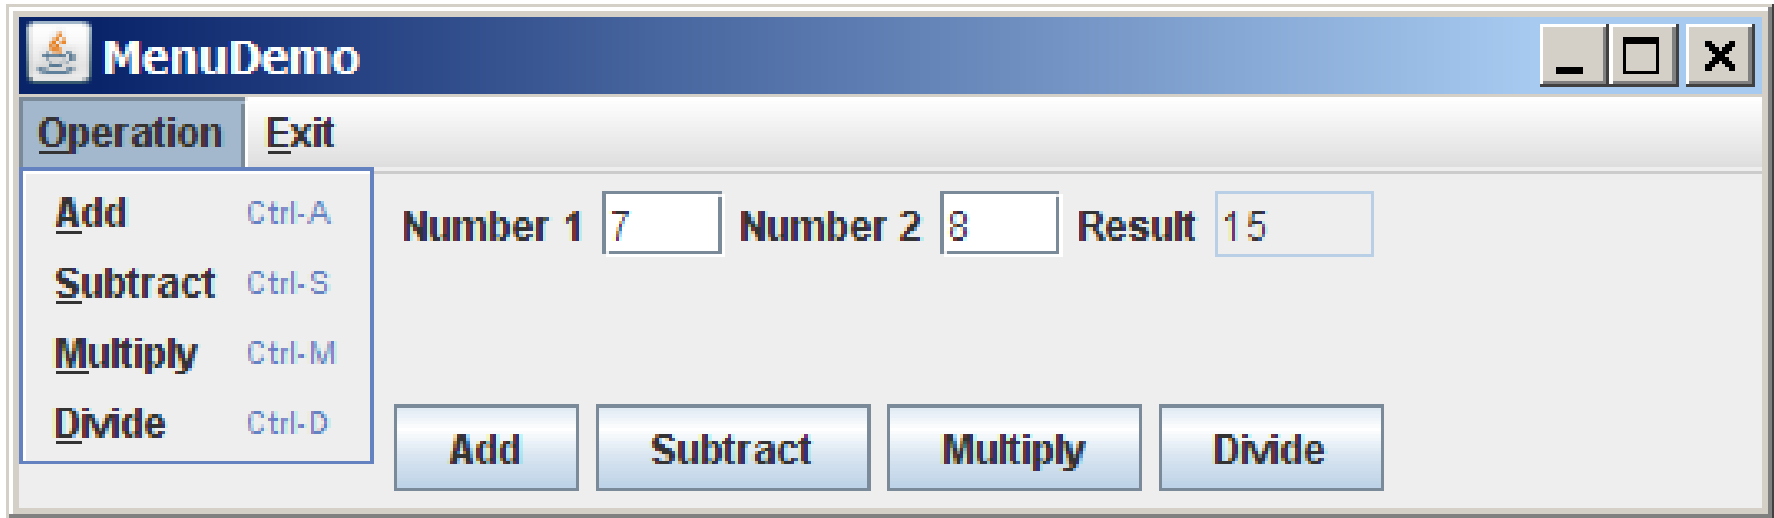 MenuDemo
Operation Exit
Add Ctrl-A
Subtract Ctrl-S
Multiply Ctrl-M
Divide Ctrl-D
Number 1 7 Number 2 8 Result 15
Add Subtract Multiply Divide